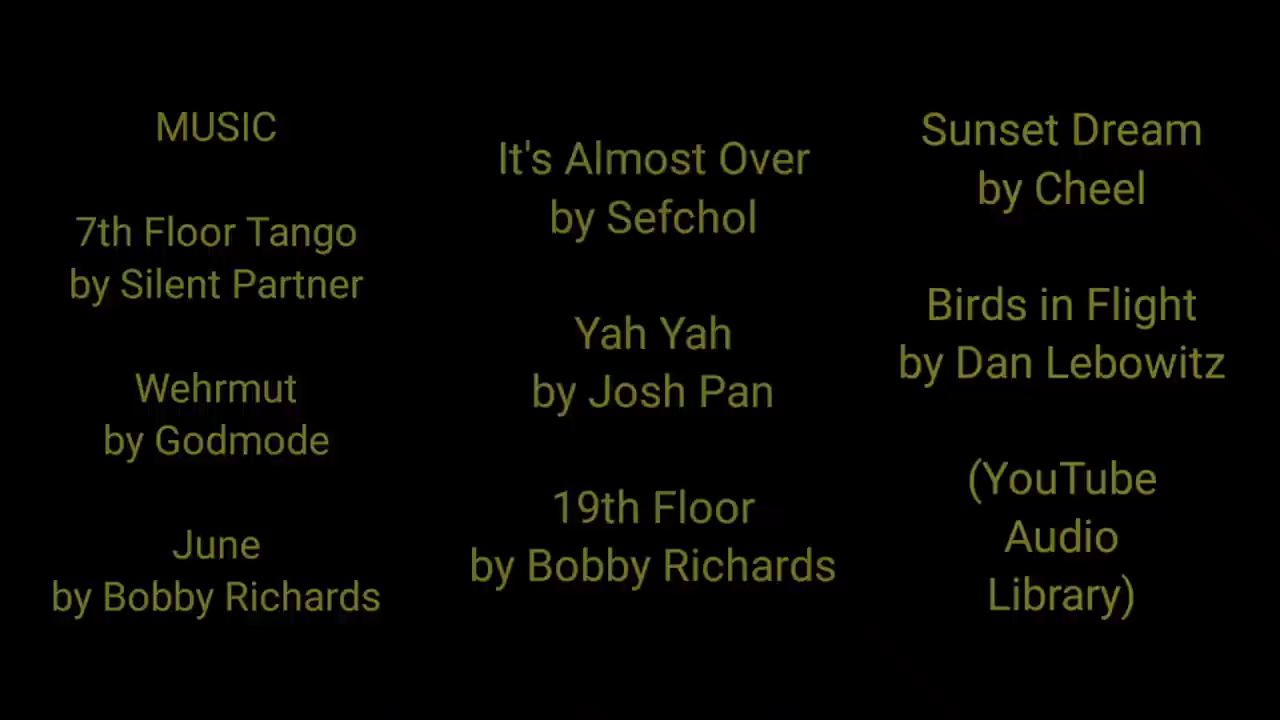 MUSIC
7th Floor Tango
by Silent Partner
Wehrmut
by Godmode
June
by Bobby Richards
It's Almost Over
by Sefchol
Yah Yah
by Josh Pan
19th Floor
by Bobby Richards
Sunset Dream
by Cheel
Birds in Flight
by Dan Lebowitz
(YouTube
Audio
Library)